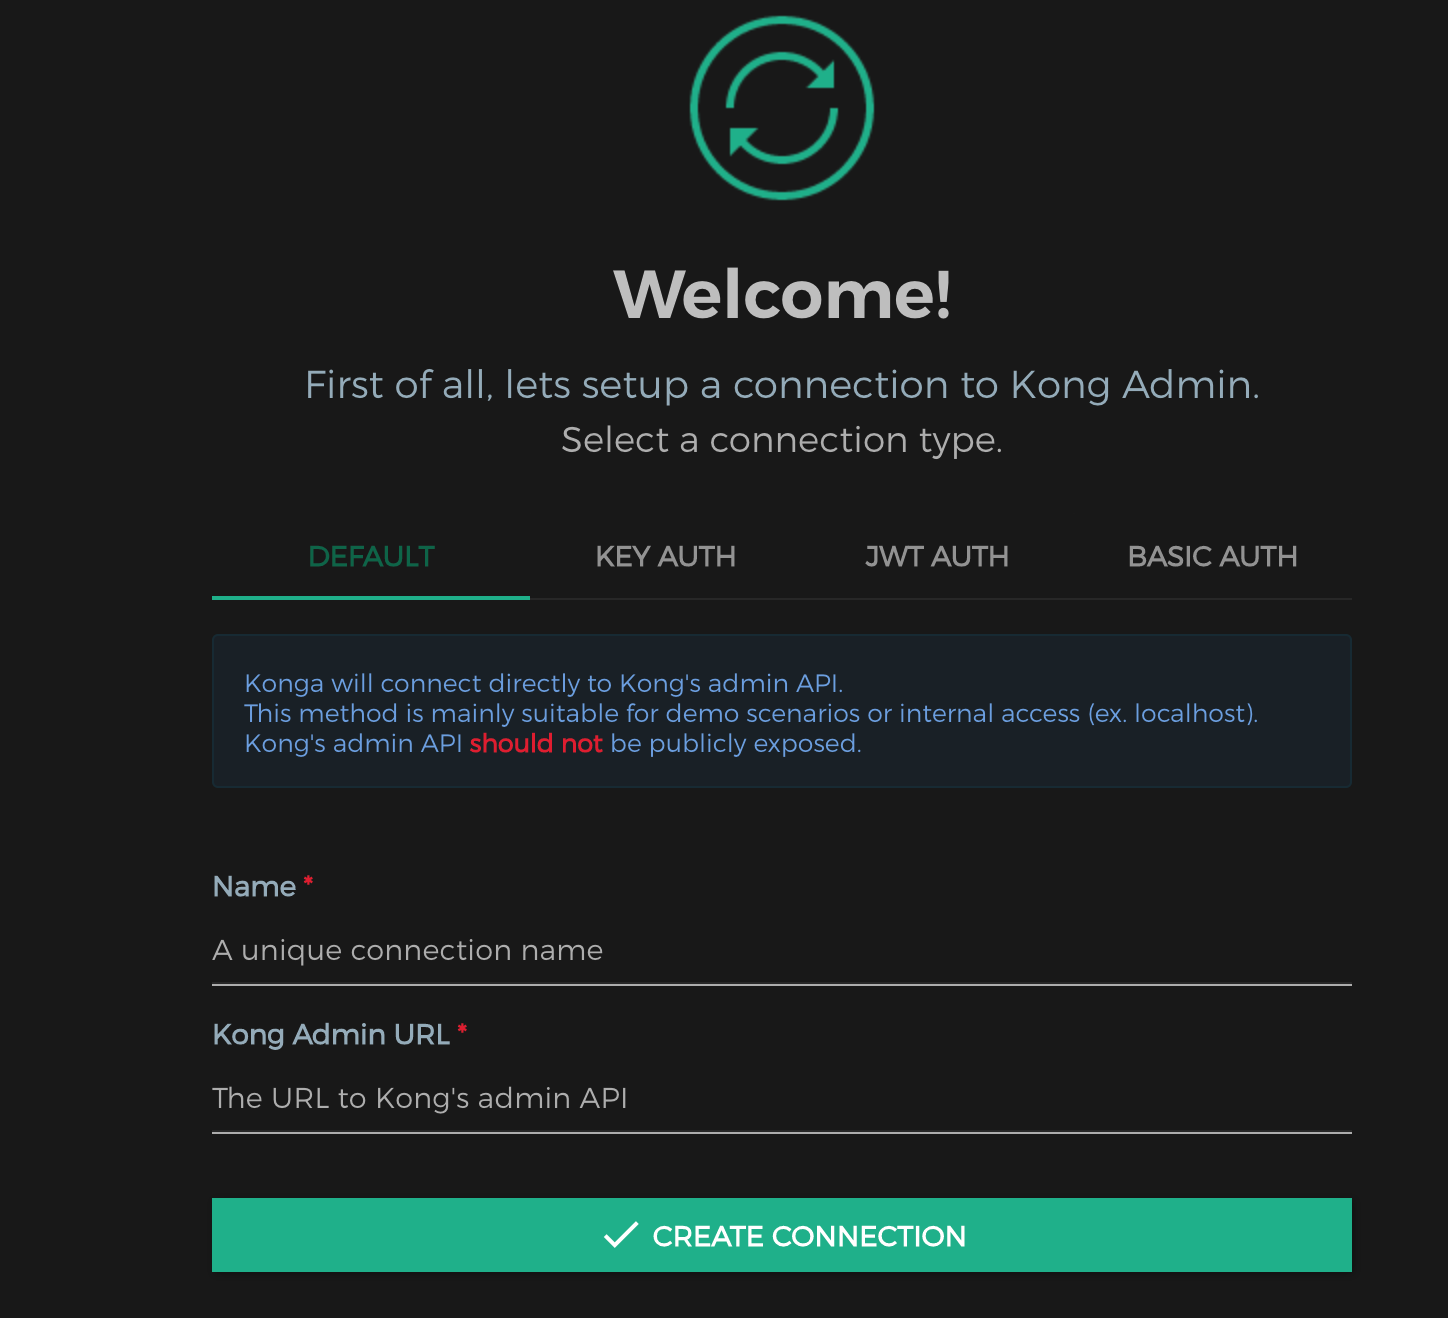 Welcome!
First of all, lets setup a connection to Kong Admin.
Select a connection type.
DEFAULT KEY AUTH JWT AUTH BASIC AUTH
Konga will connect directly to Kong's admin API.
This method is mainly suitable for demo scenarios or internal access (ex. localhost).
Kong's admin API should not be publicly exposed.
Name *
A unique connection name
Kong Admin URL *
The URL to Kong's admin API
CREATE CONNECTION